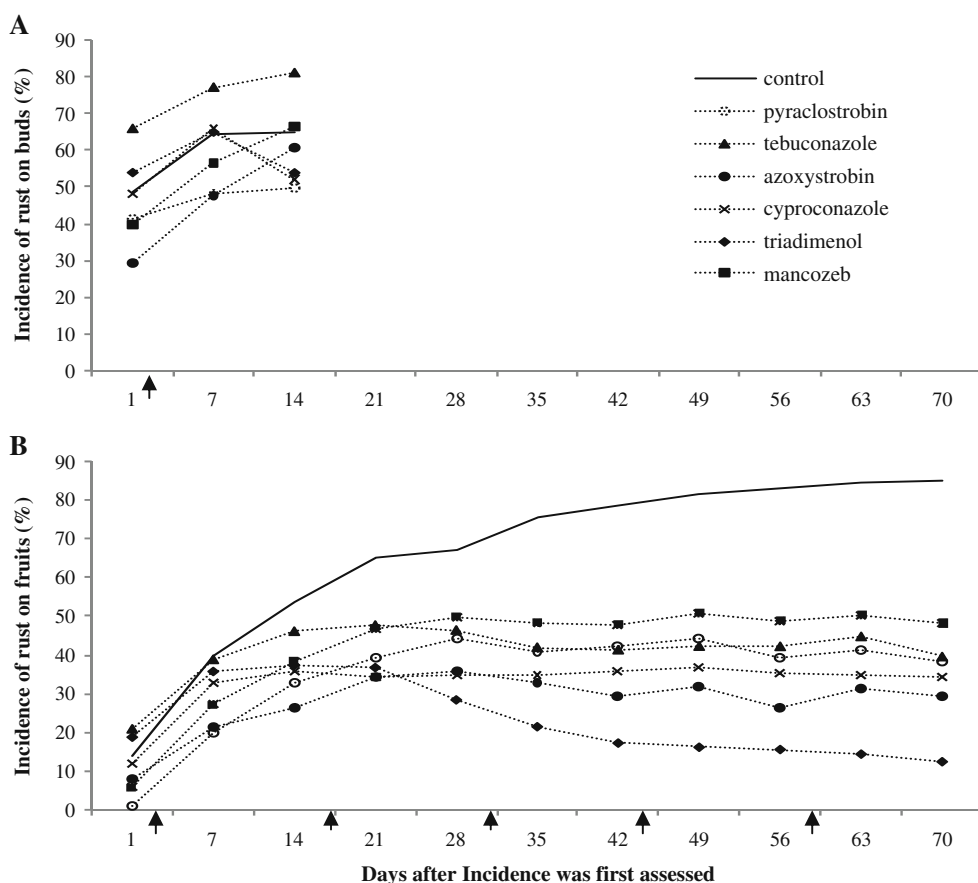 A
Incidence of rust on buds (%)
90
80
70
60
50
40
30
20
10
0
control
pyraclostrobin
tebuconazole
azoxystrobin
cyproconazole
triadimenol
mancozeb
1 7 14 21 28 35 42 49 56 63 70
B
Incidence of rust on fruits (%)
90
80
70
60
50
40
30
20
10
0
1 7 14 21 28 35 42 49 56 63 70
Days after Incidence was first assessed